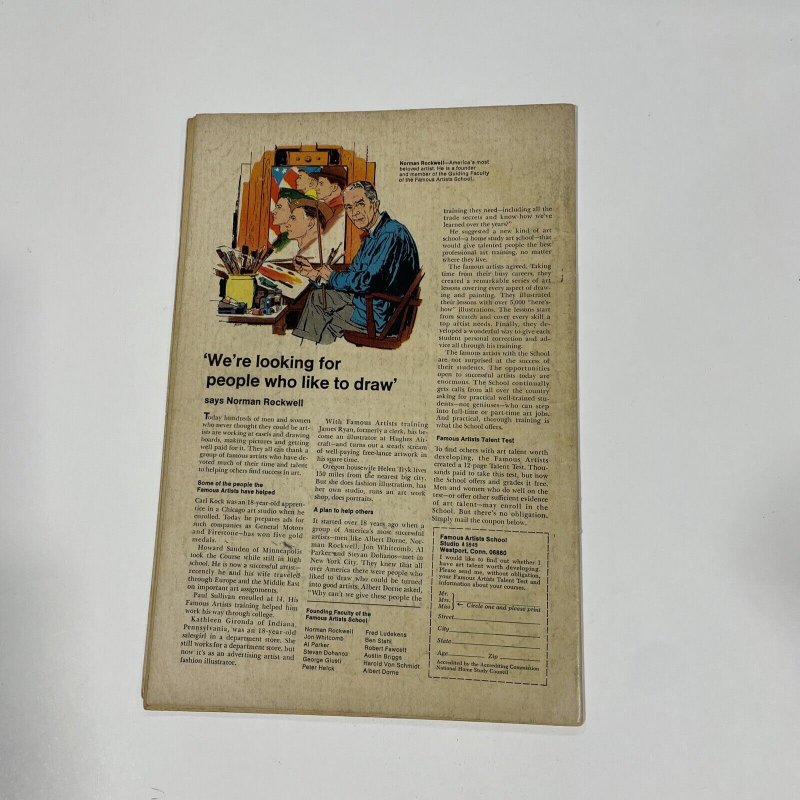 Norman Rockwell—America's most
beloved artist. He is a founder
and member of the Guiding Faculty
of the Famous Artists School.
'We're looking for
people who like to draw'
says Norman Rockwell
Today hundreds of men and women
who never thought they could be art-
ists are working at easels and drawing
boards, making pictures and getting
well paid for it. They all can thank a
group of famous artists who have de-
voted much of their time and talent
to helping others find success in art.
Some of the people the
Famous Artists have helped
Carl Kock was an 18-year-old appren-
tice in a Chicago art studio when he
enrolled. Today he prepares ads for
such companies as General Motors
and Firestone—has won five gold
medals.
Howard Sanden of Minneapolis
took the Course while still in high
school. He is now a successful artist—
recently he and his wife traveled
through Europe and the Middle East
on important art assignments.
Paul Sullivan enrolled at 14. His
Famous Artists training helped him
work his way through college.
Kathleen Gironda of Indiana,
Pennsylvania, was an 18-year-old
salesgirl in a department store. She
still works for a department store, but
now it's as an advertising artist and
fashion illustrator.
With Famous Artists training
James Ryan, formerly a clerk, has be-
come an illustrator at Hughes Air-
craft—and turns out a steady stream
of well-paying free-lance artwork in
his spare time.
Oregon housewife Helen Tryk lives
150 miles from the nearest big city.
But she does fashion illustration, has
her own studio, runs an art work
shop, does portraits.
A plan to help others
It started over 18 years ago when a
group of America's most successful
artists—men like Albert Dorne, Nor-
man Rockwell, Jon Whitcomb, Al
Parker and Stevan Dohanos—met in
New York City. They knew that all
over America there were people who
liked to draw who could be turned
into good artists. Albert Dorne asked,
"Why can't we give these people the
Founding Faculty of the
Famous Artists School
Norman Rockwell
Jon Whitcomb
Al Parker
Stevan Dohanos
George Giusti
Peter Helck
Fred Ludekens
Ben Stahl
Robert Fawcett
Austin Briggs
Harold Von Schmidt
Albert Dorne
training they need—including all the
trade secrets and know-how we've
learned over the years?"
He suggested a new kind of art
school—a home study art school—that
would give talented people the best
professional art training, no matter
where they live.
The famous artists agreed. Taking
time from their busy careers, they
created a remarkable series of art
lessons covering every aspect of draw-
ing and painting. They illustrated
their lessons with over 5,000 "here's-
how" illustrations. The lessons start
from scratch and cover every skill a
top artist needs. Finally, they de-
veloped a wonderful way to give each
student personal correction and ad-
vice all through his training.
The famous artists with the School
are not surprised at the success of
their students. The opportunities
open to successful artists today are
enormous. The School continually
gets calls from all over the country
asking for practical well-trained stu-
dents—not geniuses—who can step
into full-time or part-time art jobs.
And practical, thorough training is
what the School offers.
Famous Artists Talent Test
To find others with art talent worth
developing, the Famous Artists
created a 12-page Talent Test. Thou-
sands paid to take this test, but now
the School offers and grades it free.
Men and women who do well on the
test—or offer other sufficient evidence
of art talent—may enroll in the
School. But there's no obligation.
Simply mail the coupon below.
Famous Artists School
Studio
Westport, Conn. 06880
I would like to find out whether I
have art talent worth developing.
Please send me, without obligation,
your Famous Artists Talent Test and
information about your courses.
Mr.
Mrs.
Miss ← Circle one and please print
Street
City
State
Age Zip
Accredited by the Accrediting Commission
National Home Study Council